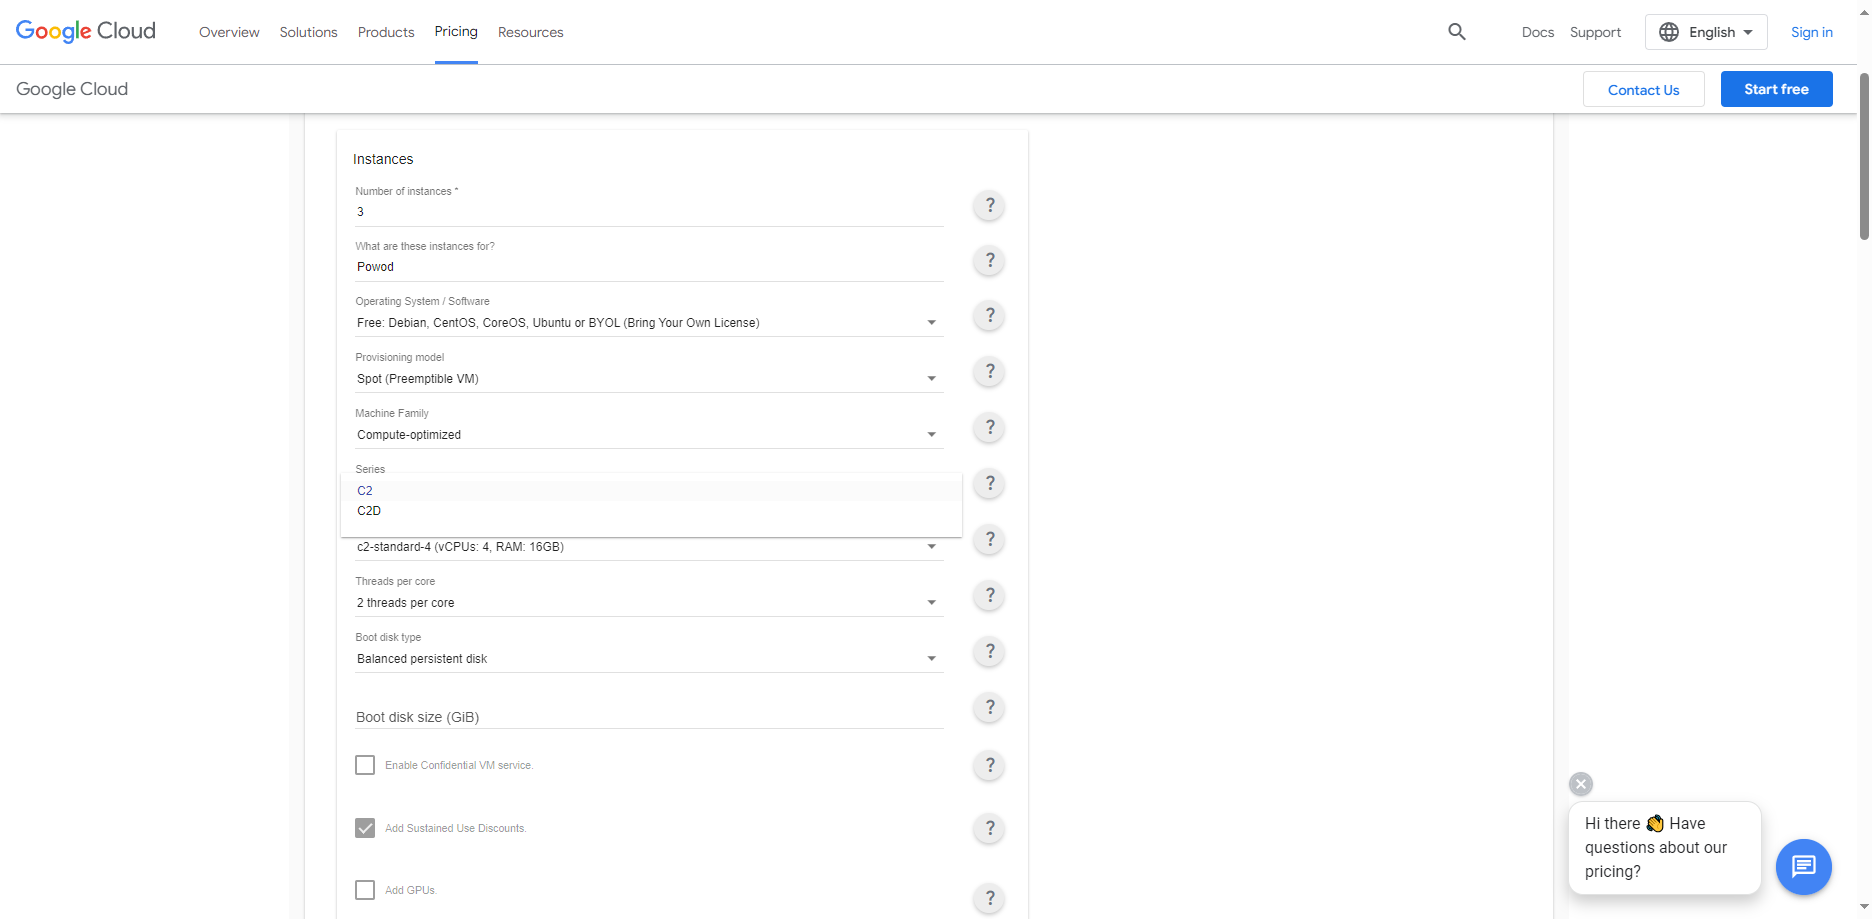 Google Cloud
Overview
Solutions
Products
Pricing
Resources
Docs
Support
English
Sign in
Google Cloud
Contact Us
Start free
Instances
Number of instances *
3
?
What are these instances for?
Powod
?
Operating System / Software
Free: Debian, CentOS, CoreOS, Ubuntu or BYOL (Bring Your Own License)
?
Provisioning model
Spot (Preemptible VM)
?
Machine Family
Compute-optimized
?
Series
C2
C2D
?
c2-standard-4 (vCPUs: 4, RAM: 16GB)
?
Threads per core
2 threads per core
?
Boot disk type
Balanced persistent disk
?
Boot disk size (GiB)
?
Enable Confidential VM service.
?
Add Sustained Use Discounts.
?
Add GPUs.
?
Hi there 👋 Have
questions about our
pricing?